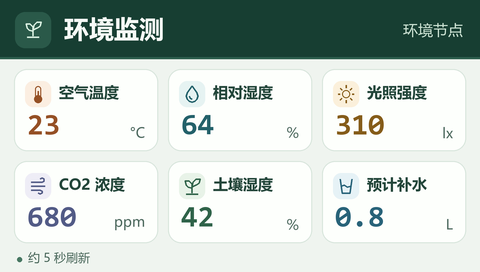 环境监测
环境节点
空气温度
23 °C
相对湿度
64 %
光照强度
310 lx
CO2 浓度
680 ppm
土壤湿度
42 %
预计补水
0.8 L
约 5 秒刷新